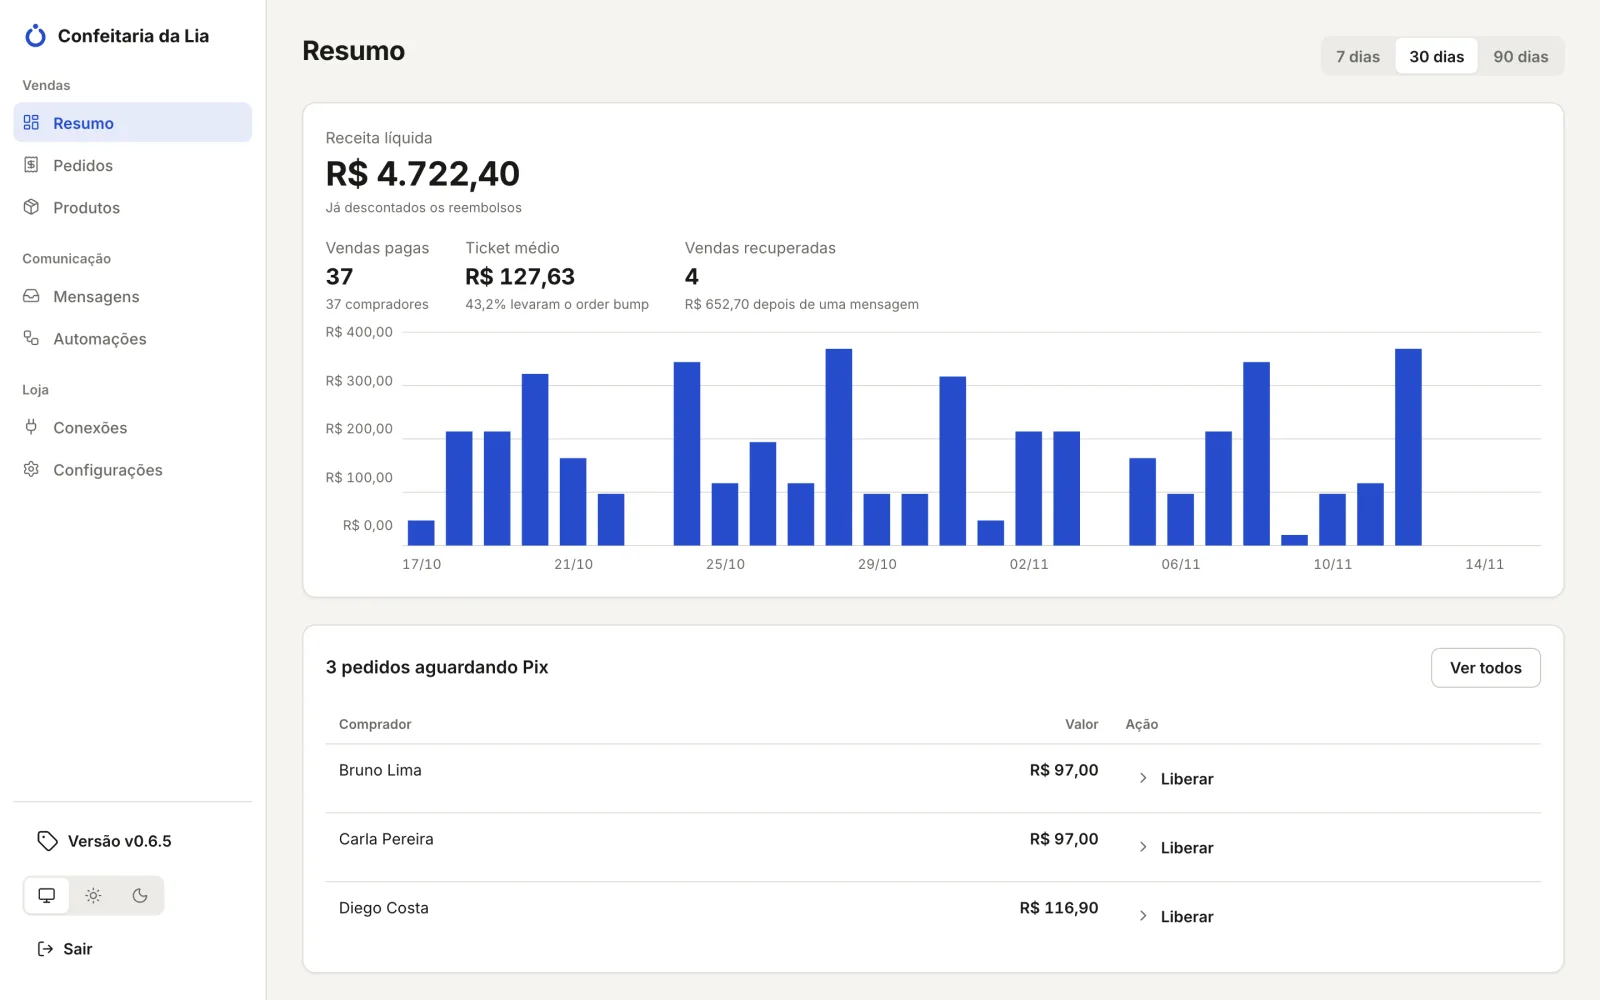 Confeitaria da Lia
Vendas
Resumo
Pedidos
Produtos
Comunicação
Mensagens
Automações
Loja
Conexões
Configurações
Versão v0.6.5
Sair
Resumo
7 dias 30 dias 90 dias
Receita líquida
R$ 4.722,40
Já descontados os reembolsos
Vendas pagas
37
37 compradores
Ticket médio
R$ 127,63
43,2% levaram o order bump
Vendas recuperadas
4
R$ 652,70 depois de uma mensagem
R$ 400,00
R$ 300,00
R$ 200,00
R$ 100,00
R$ 0,00
17/10 21/10 25/10 29/10 02/11 06/11 10/11 14/11
3 pedidos aguardando Pix
Ver todos
Comprador Valor Ação
Bruno Lima R$ 97,00 Liberar
Carla Pereira R$ 97,00 Liberar
Diego Costa R$ 116,90 Liberar